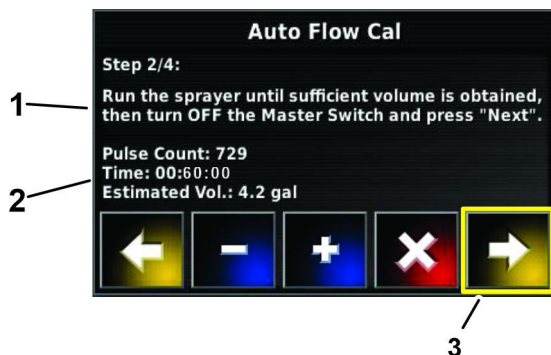 Auto Flow Cal
Step 2/4:
Run the sprayer until sufficient volume is obtained,
then turn OFF the Master Switch and press "Next".
Pulse Count: 729
Time: 00:60:00
Estimated Vol.: 4.2 gal
1
2
3